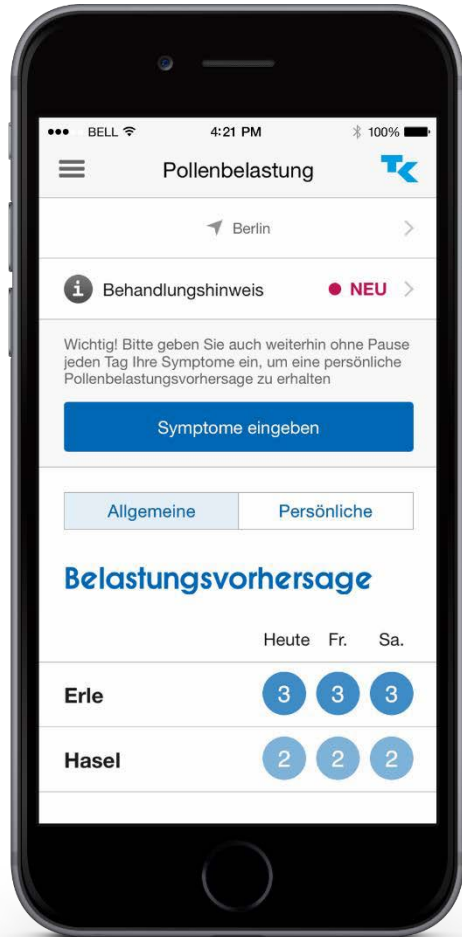 BELL 4:21 PM 100%
Pollenbelastung TK
Berlin
i Behandlungshinweis NEU
Wichtig! Bitte geben Sie auch weiterhin ohne Pause
jeden Tag Ihre Symptome ein, um eine persönliche
Pollenbelastungsvorhersage zu erhalten
Symptome eingeben
Allgemeine Persönliche
Belastungsvorhersage
Heute Fr. Sa.
Erle 3 3 3
Hasel 2 2 2